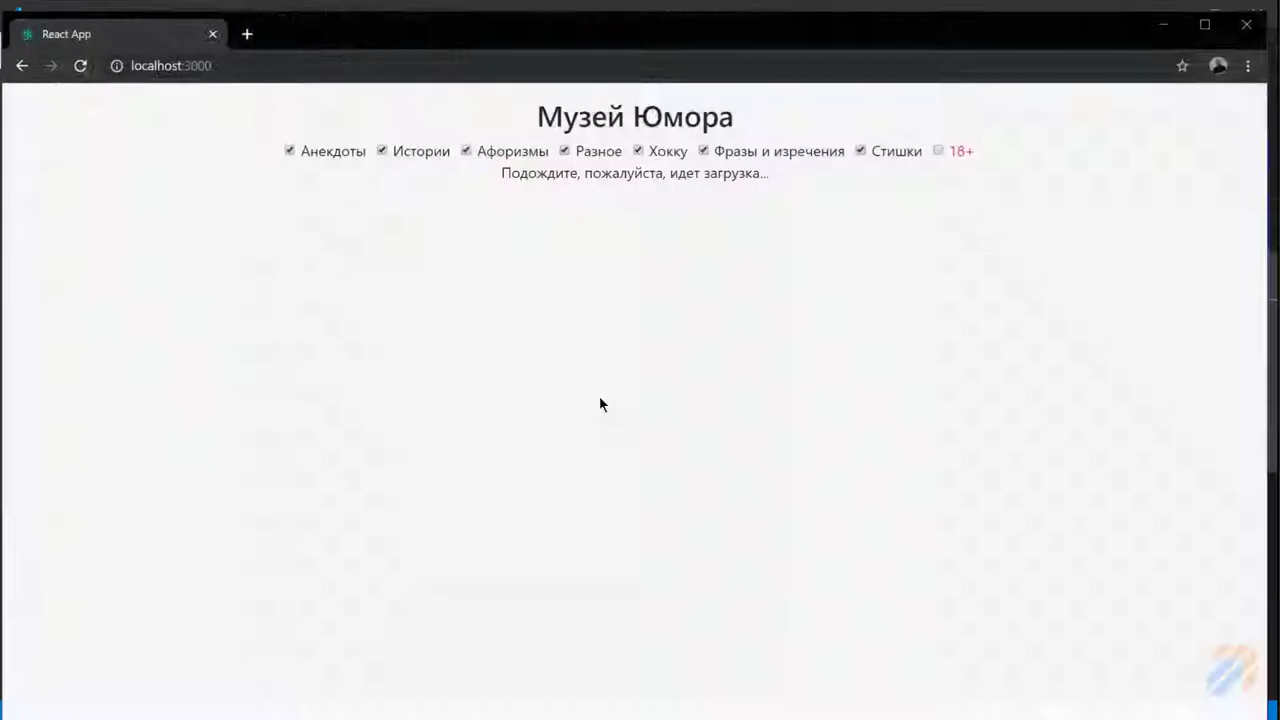 React App
localhost:3000
Музей Юмора
Анекдоты Истории Афоризмы Разное Хокку Фразы и изречения Стишки 18+
Подождите, пожалуйста, идет загрузка...